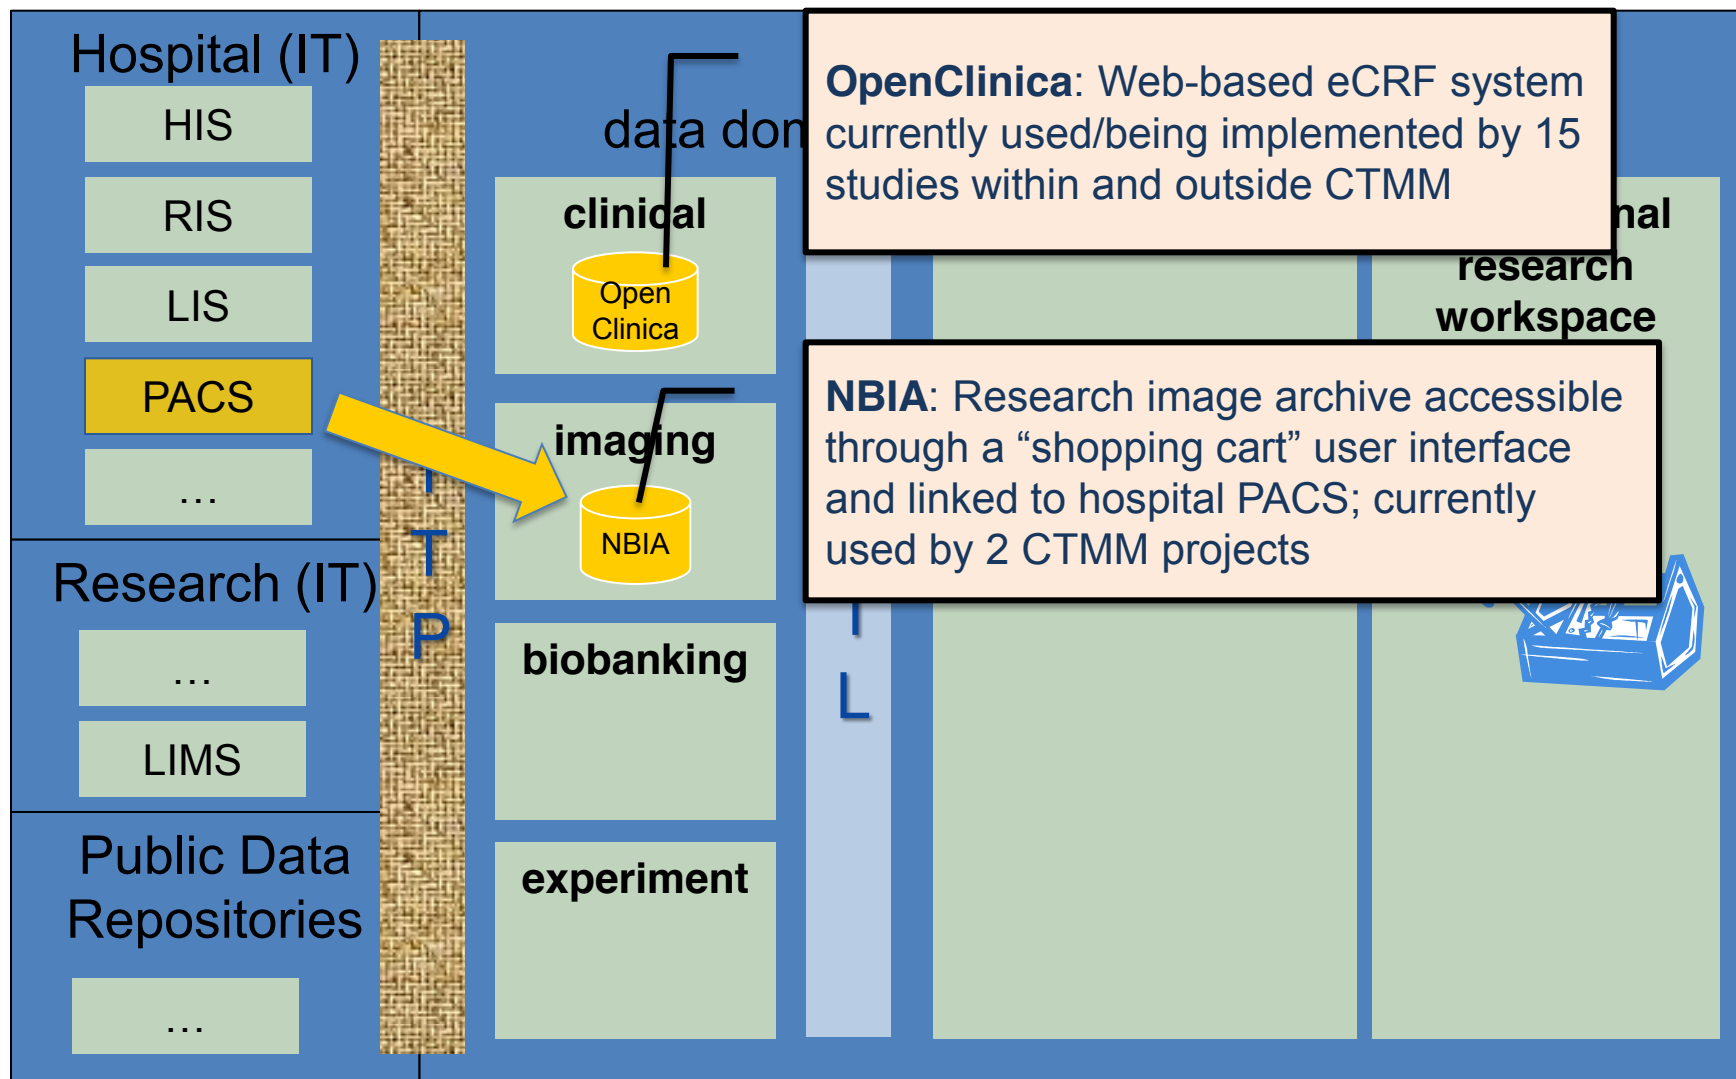 Hospital (IT)
HIS
RIS
LIS
PACS
…
Research (IT)
…
LIMS
Public Data
Repositories
…
T
T
P
clinical
Open
Clinica
imaging
NBIA
biobanking
experiment
data
L
OpenClinica: Web-based eCRF system
currently used/being implemented by 15
studies within and outside CTMM
NBIA: Research image archive accessible
through a “shopping cart” user interface
and linked to hospital PACS; currently
used by 2 CTMM projects
research
workspace